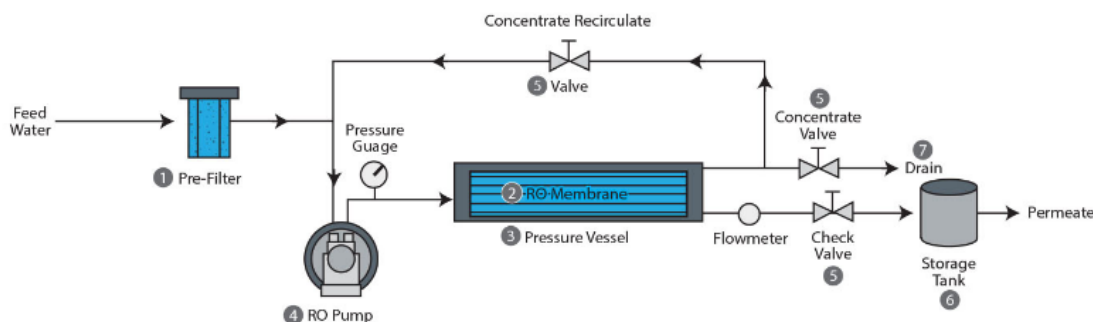 Concentrate Recirculate
5 Valve
5
Concentrate
Valve
Feed
Water
Pressure
Guage
1 Pre-Filter
7
Drain
2 RO Membrane
Permeate
3 Pressure Vessel
Flowmeter
Check
Valve
5
Storage
Tank
6
4 RO Pump